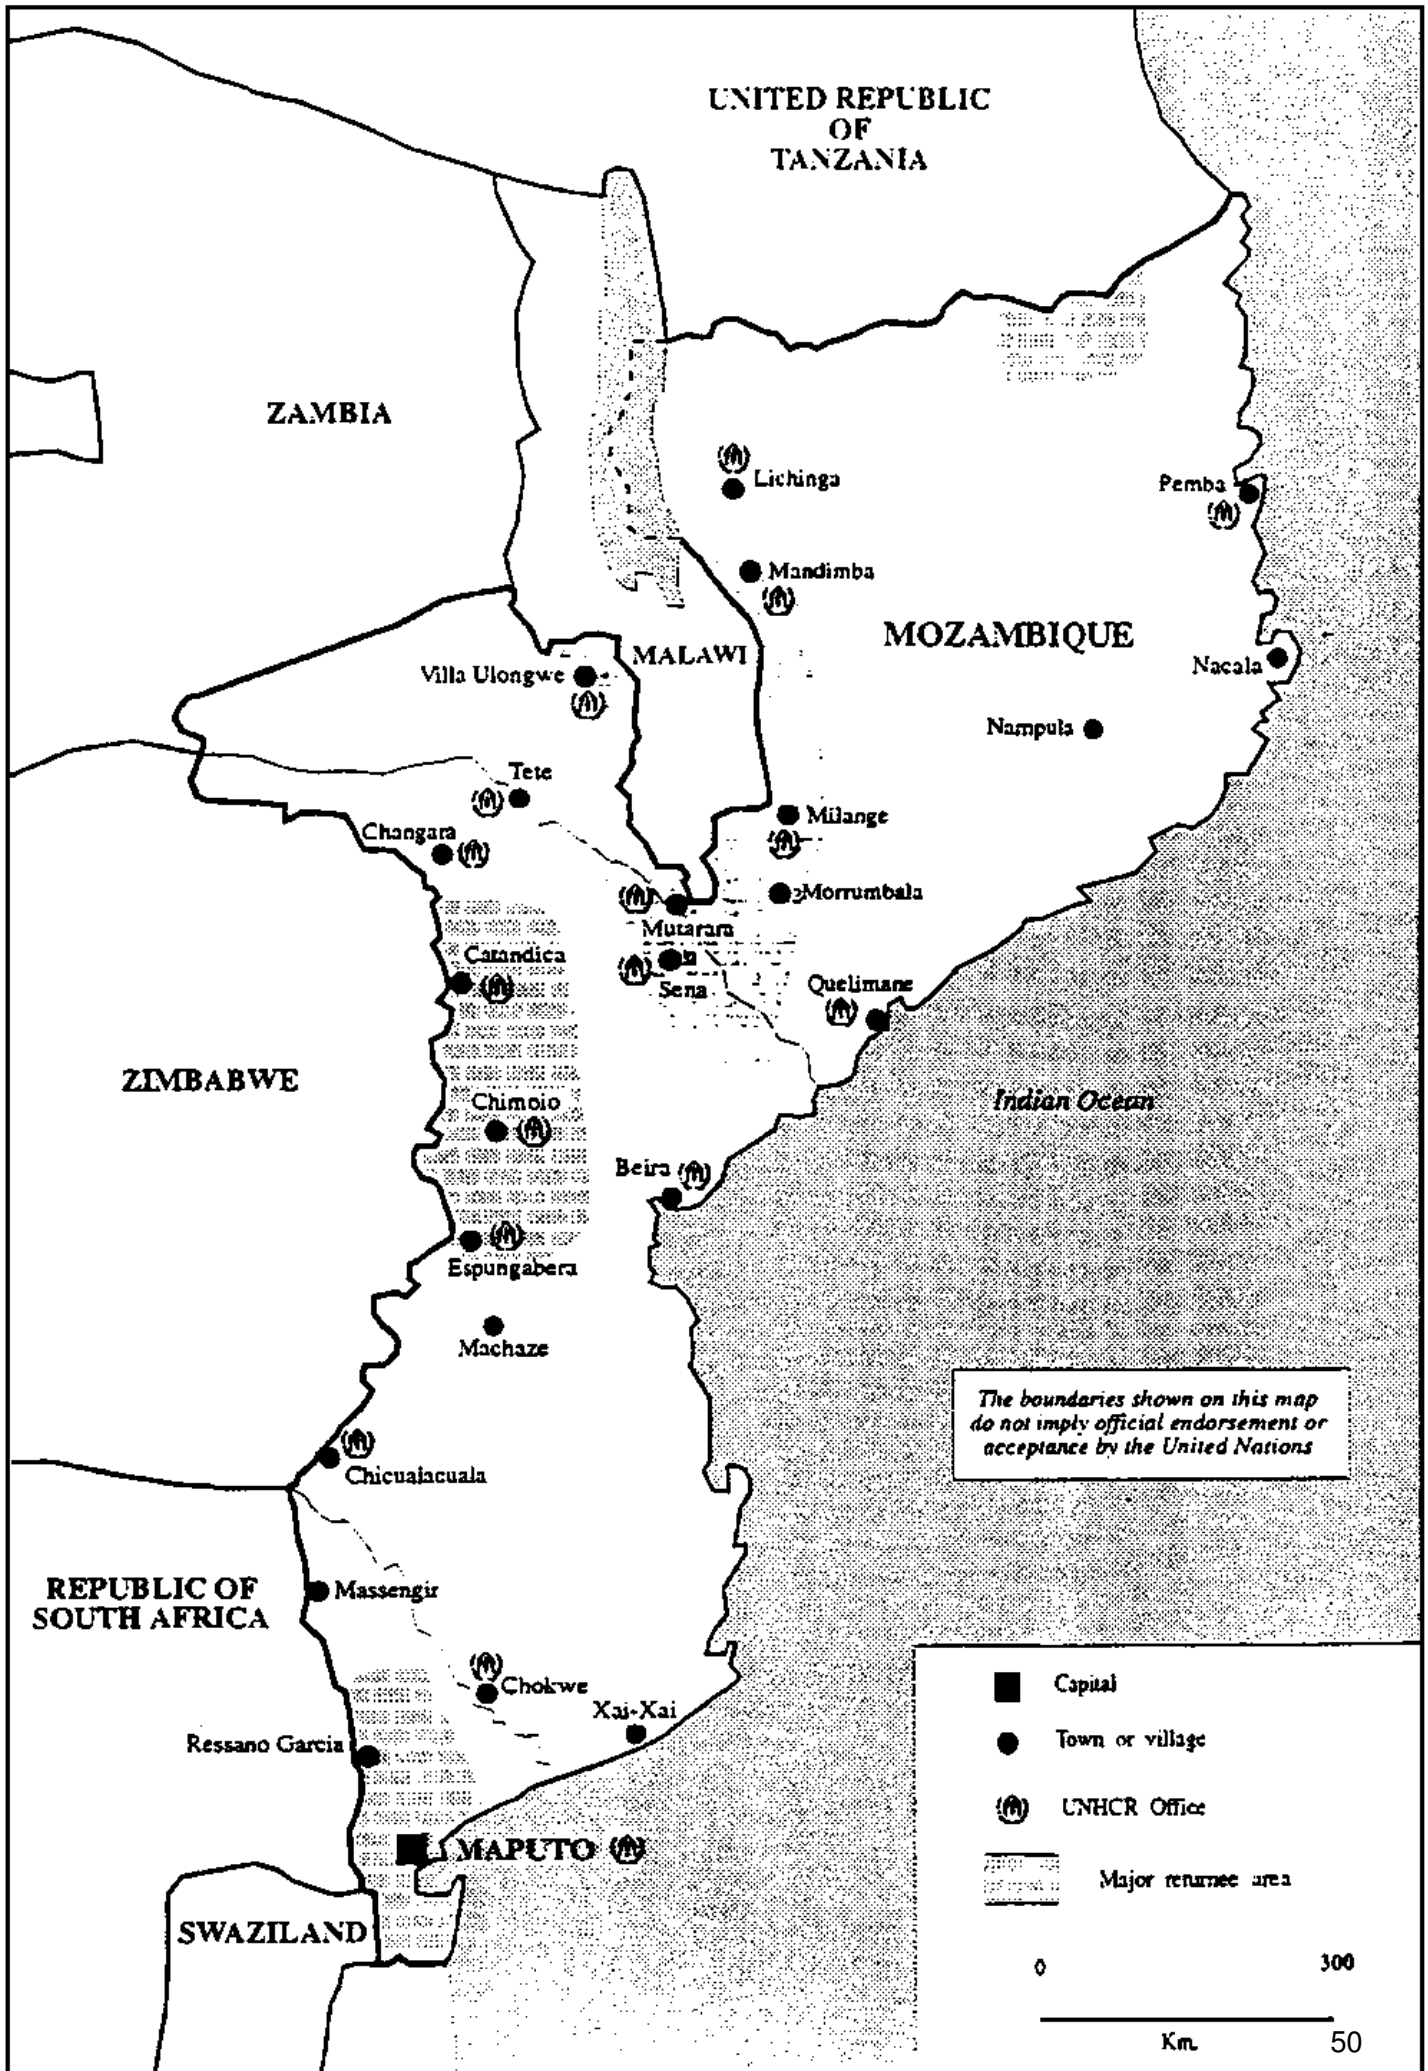 UNITED REPUBLIC
OF
TANZANIA
ZAMBIA
Lichinga
Pemba
Mandimba
MOZAMBIQUE
MALAWI
Villa Ulongwe
Nacala
Nampula
Tete
Milange
Changara
Morrumbala
Mutarara
Catandica
Sena
Quelimane
ZIMBABWE
Indian Ocean
Chimoio
Beira
Espungabera
Machaze
The boundaries shown on this map
do not imply official endorsement or
acceptance by the United Nations
Chicualacuala
REPUBLIC OF
SOUTH AFRICA
Massengir
Chokwe
Xai-Xai
Ressano Garcia
MAPUTO
SWAZILAND
Capital
Town or village
UNHCR Office
Major returnee area
0 300
Km.
50